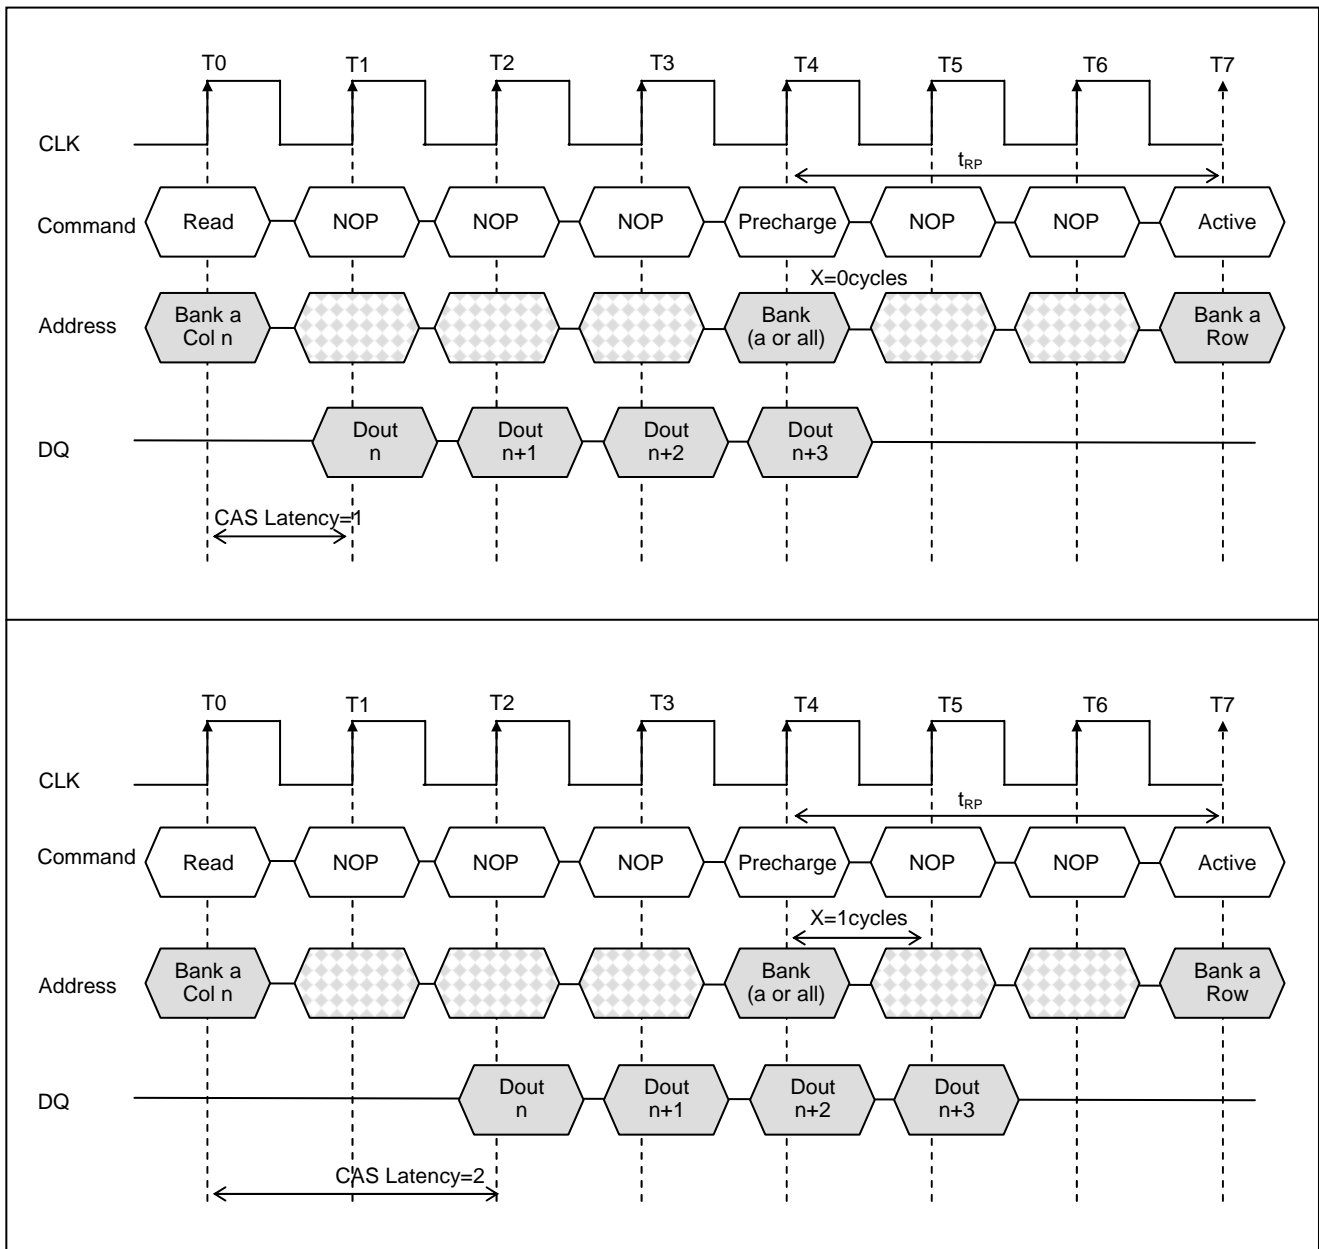 T0 T1 T2 T3 T4 T5 T6 T7
CLK
tRP
Command Read NOP NOP NOP Precharge NOP NOP Active
X=0cycles
Address Bank a Col n Bank (a or all) Bank a Row
DQ Dout n Dout n+1 Dout n+2 Dout n+3
CAS Latency=1
T0 T1 T2 T3 T4 T5 T6 T7
CLK
tRP
Command Read NOP NOP NOP Precharge NOP NOP Active
X=1cycles
Address Bank a Col n Bank (a or all) Bank a Row
DQ Dout n Dout n+1 Dout n+2 Dout n+3
CAS Latency=2